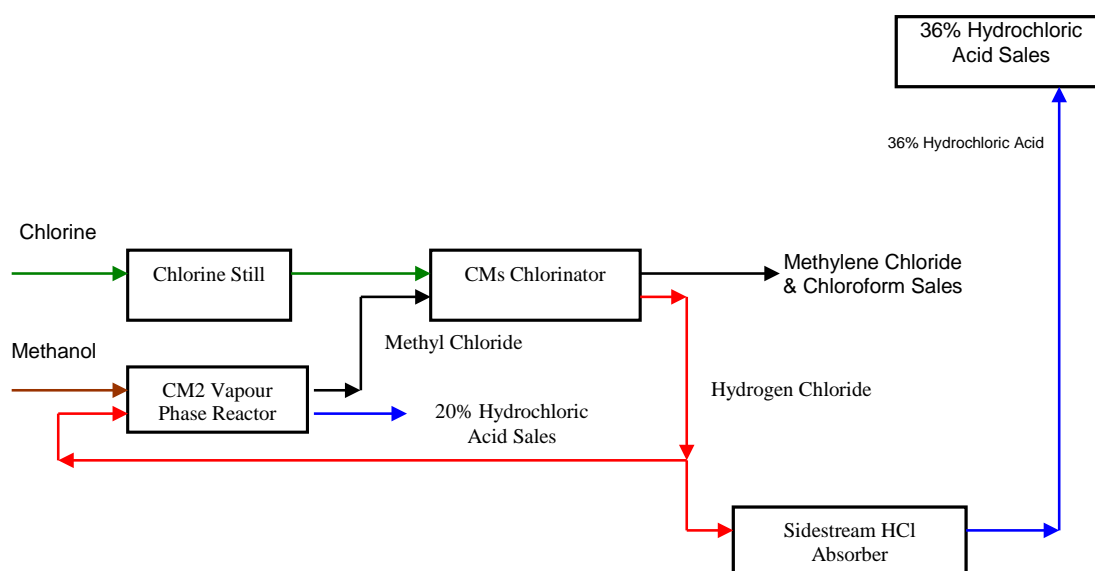 36% Hydrochloric
Acid Sales
36% Hydrochloric Acid
Chlorine
Chlorine Still
CMs Chlorinator
Methylene Chloride
& Chloroform Sales
Methanol
Methyl Chloride
CM2 Vapour
Phase Reactor
Hydrogen Chloride
20% Hydrochloric
Acid Sales
Sidestream HCl
Absorber